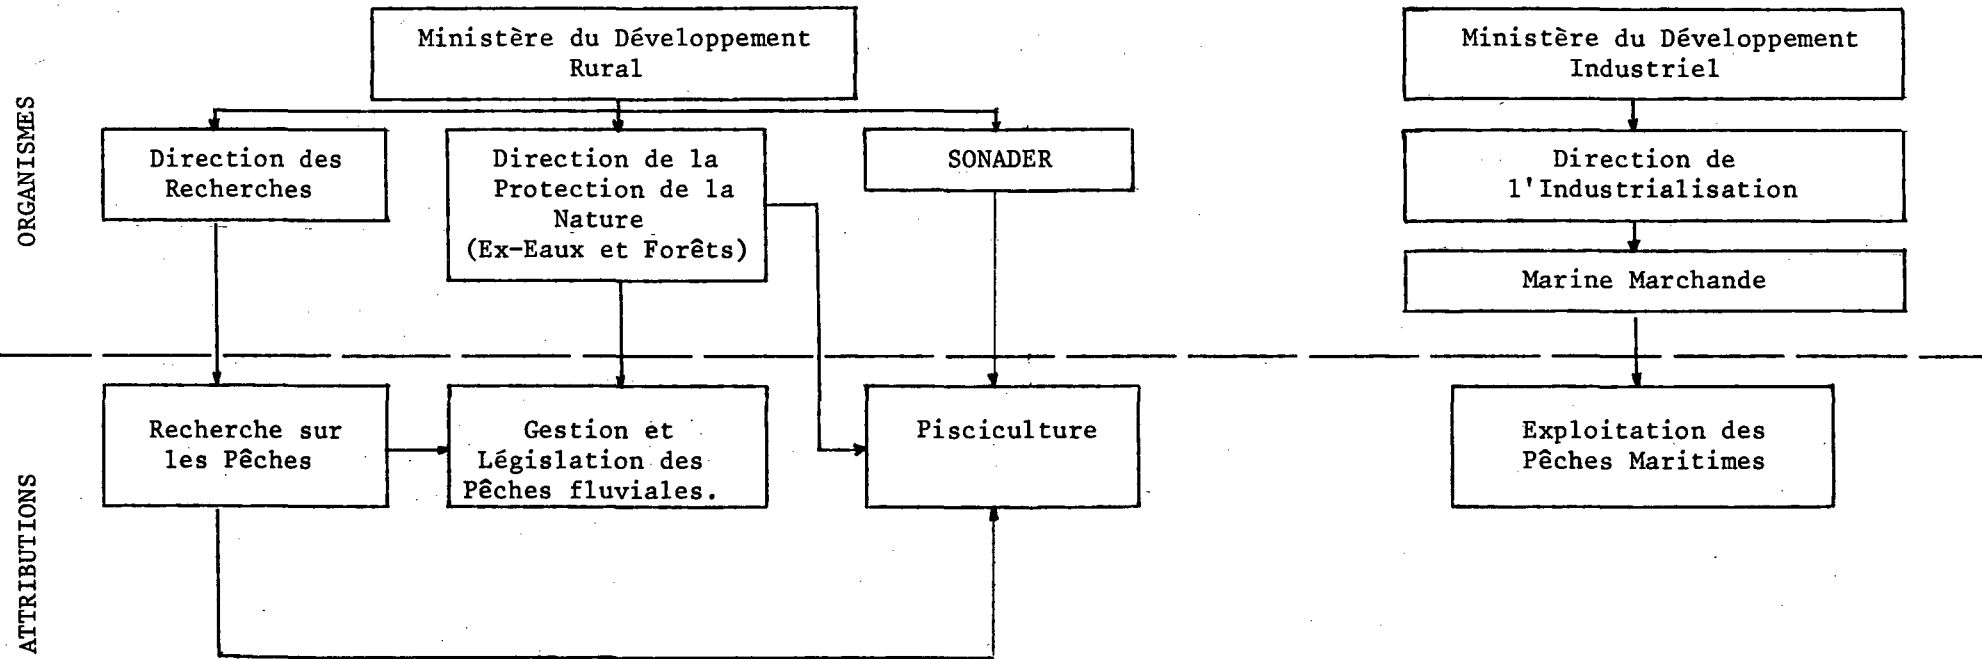 Ministère du Développement
Rural
Ministère du Développement
Industriel
ORGANISMES
Direction des
Recherches
Direction de la
Protection de la
Nature
(Ex-Eaux et Forêts)
SONADER
Direction de
l'Industrialisation
Marine Marchande
ATTRIBUTIONS
Recherche sur
les Pêches
Gestion et
Législation des
Pêches fluviales.
Pisciculture
Exploitation des
Pêches Maritimes